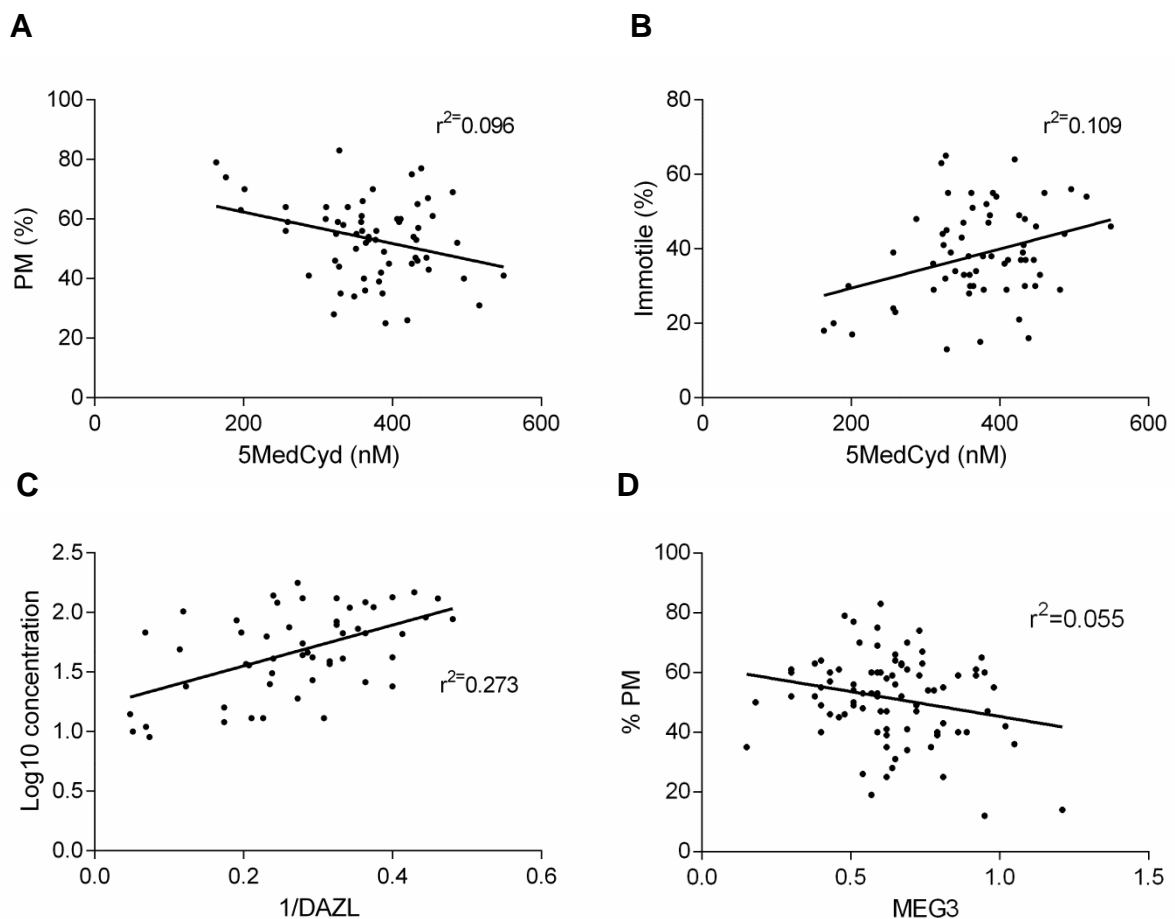 A
100
80
60
40
20
0
PM (%)
r²=0.096
0 200 400 600
5MedCyd (nM)
B
80
60
40
20
0
Immotile (%)
r²=0.109
0 200 400 600
5MedCyd (nM)
C
2.5
2.0
1.5
1.0
0.5
0.0
Log10 concentration
r²=0.273
0.0 0.2 0.4 0.6
1/DAZL
D
100
80
60
40
20
0
% PM
r²=0.055
0.0 0.5 1.0 1.5
MEG3